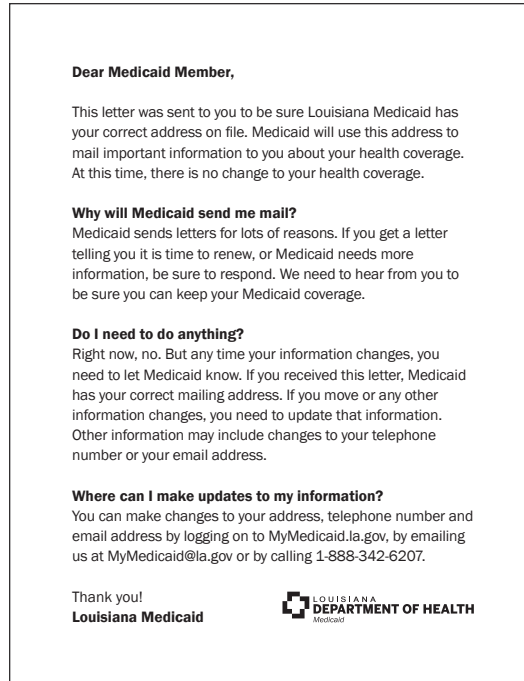 Dear Medicaid Member,
This letter was sent to you to be sure Louisiana Medicaid has
your correct address on file. Medicaid will use this address to
mail important information to you about your health coverage.
At this time, there is no change to your health coverage.
Why will Medicaid send me mail?
Medicaid sends letters for lots of reasons. If you get a letter
telling you it is time to renew, or Medicaid needs more
information, be sure to respond. We need to hear from you to
be sure you can keep your Medicaid coverage.
Do I need to do anything?
Right now, no. But any time your information changes, you
need to let Medicaid know. If you received this letter, Medicaid
has your correct mailing address. If you move or any other
information changes, you need to update that information.
Other information may include changes to your telephone
number or your email address.
Where can I make updates to my information?
You can make changes to your address, telephone number and
email address by logging on to MyMedicaid.la.gov, by emailing
us at MyMedicaid@la.gov or by calling 1-888-342-6207.
Thank you!
Louisiana Medicaid
LOUISIANA
DEPARTMENT OF HEALTH
Medicaid